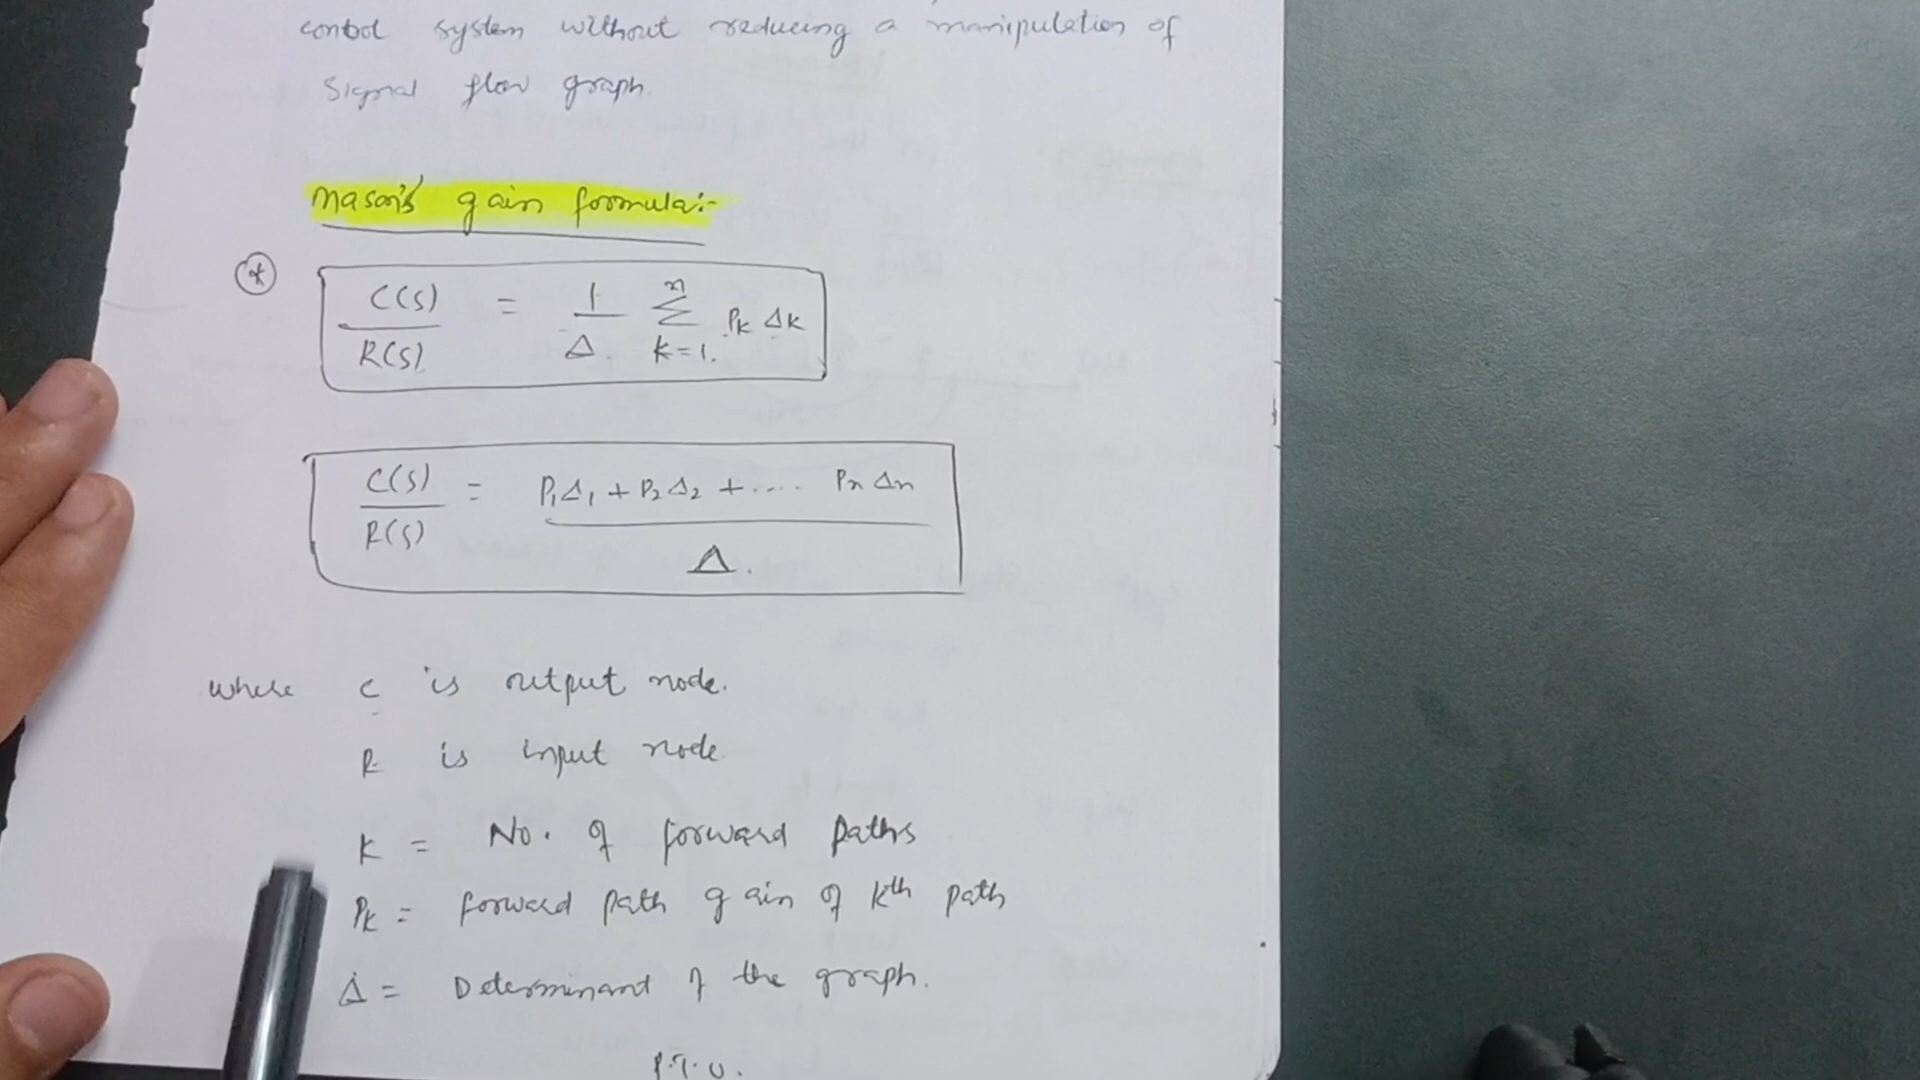 control system without reducing a manipulation of
signal flow graph.
Mason's gain formula:-
* C(s)/R(s) = 1/Δ. n∑k=1. Pk Δk
C(s)/R(s) = P1Δ1 + P2Δ2 + .... PnΔn / Δ.
where C is output node.
R is input node
K = No. of forward paths
Pk = forward path gain of kth path
Δ = Determinant of the graph.
P.T.O.